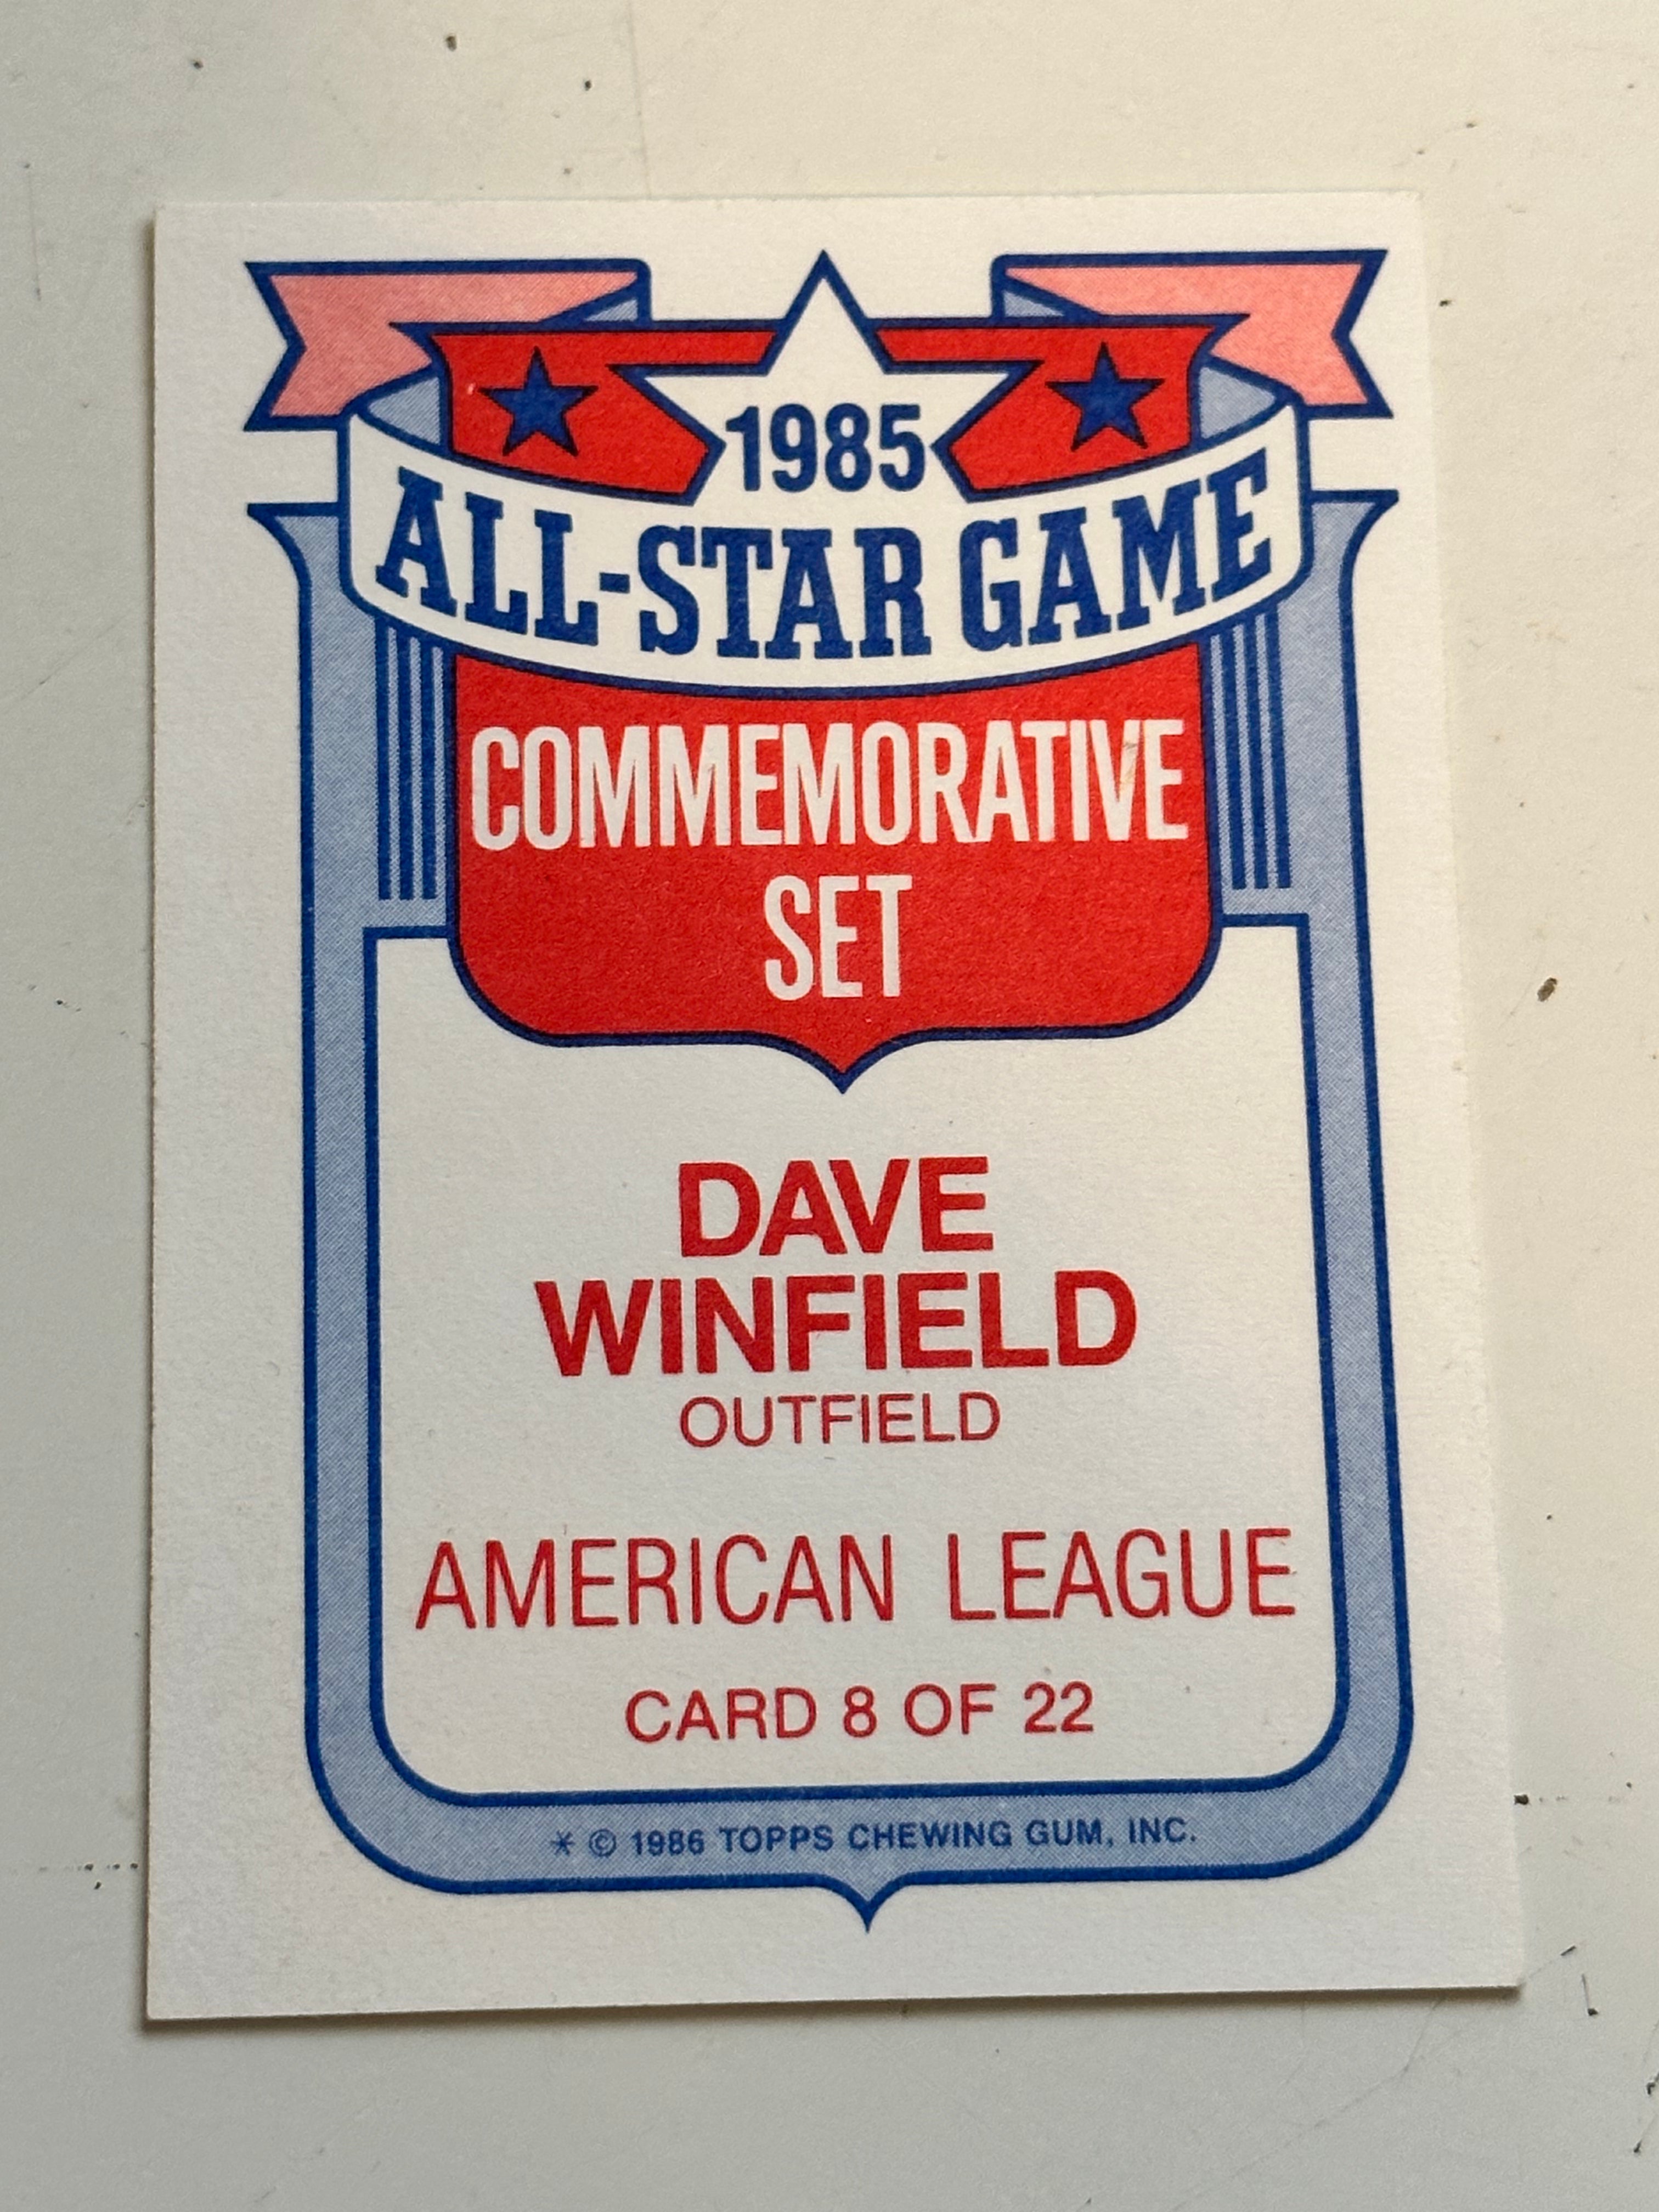 1985
ALL-STAR GAME
COMMEMORATIVE
SET
DAVE
WINFIELD
OUTFIELD
AMERICAN LEAGUE
CARD 8 OF 22
* © 1986 TOPPS CHEWING GUM, INC.